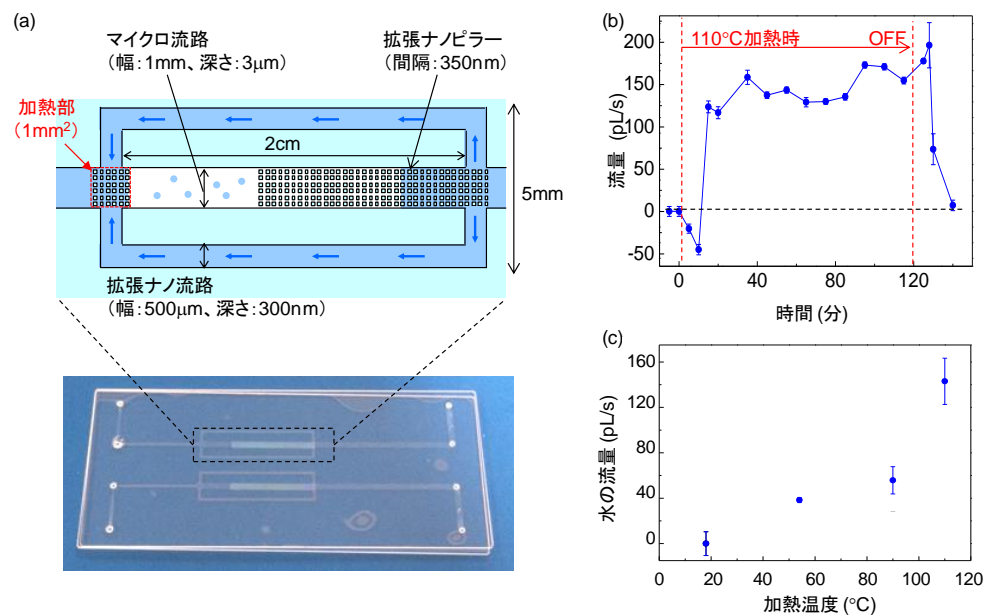 (a)
マイクロ流路
（幅：1mm、深さ：3μm）
拡張ナノピラー
（間隔：350nm）
加熱部
（1mm²）
2cm
5mm
拡張ナノ流路
（幅：500μm、深さ：300nm）
(b)
110°C加熱時
OFF
流量 (pL/s)
200
150
100
50
0
-50
0
40
80
120
時間 (分)
(c)
水の流量 (pL/s)
160
120
80
40
0
0
20
40
60
80
100
120
加熱温度 (°C)